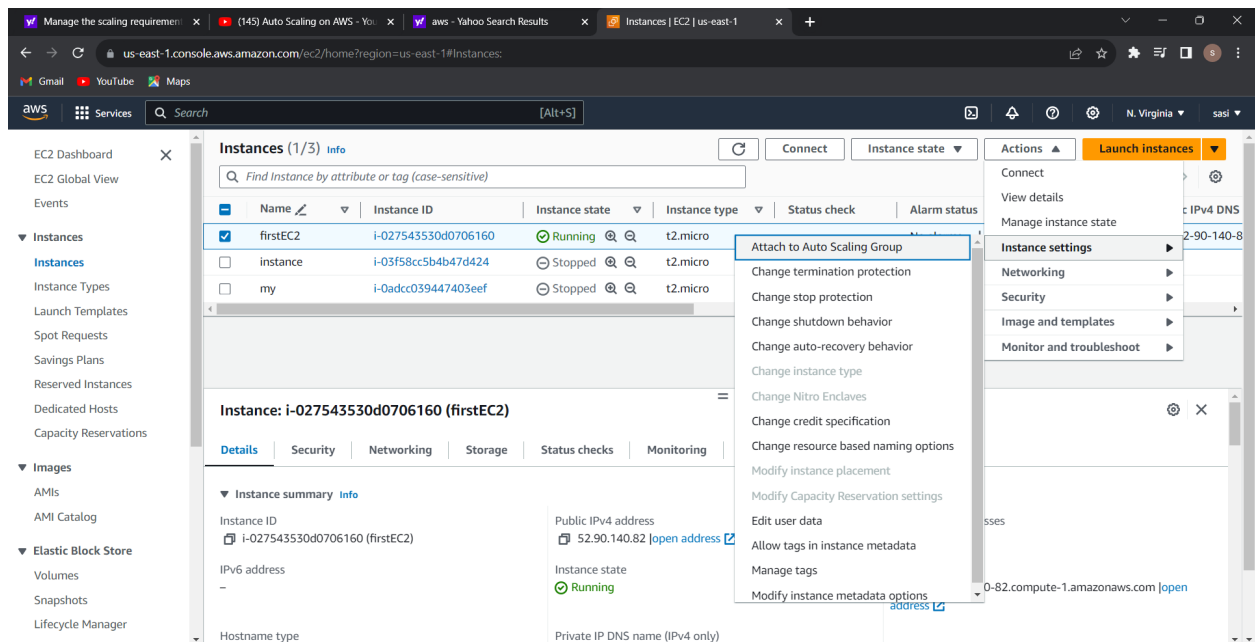 Manage the scaling requirement
(145) Auto Scaling on AWS - You
aws - Yahoo Search Results
Instances | EC2 | us-east-1
us-east-1.console.aws.amazon.com/ec2/home?region=us-east-1#Instances:
Gmail YouTube Maps
aws Services Search [Alt+S] N. Virginia sasi
EC2 Dashboard
EC2 Global View
Events
Instances
Instances
Instance Types
Launch Templates
Spot Requests
Savings Plans
Reserved Instances
Dedicated Hosts
Capacity Reservations
Images
AMIs
AMI Catalog
Elastic Block Store
Volumes
Snapshots
Lifecycle Manager
Instances (1/3) Info
Connect Instance state Actions Launch instances
Find Instance by attribute or tag (case-sensitive)
Name Instance ID Instance state Instance type Status check Alarm status IPv4 DNS
firstEC2 i-027543530d0706160 Running t2.micro 2-90-140-8
instance i-03f58cc5b4b47d424 Stopped t2.micro
my i-0adcc039447403eef Stopped t2.micro
Connect
View details
Manage instance state
Instance settings
Networking
Security
Image and templates
Monitor and troubleshoot
Attach to Auto Scaling Group
Change termination protection
Change stop protection
Change shutdown behavior
Change auto-recovery behavior
Change instance type
Change Nitro Enclaves
Change credit specification
Change resource based naming options
Modify instance placement
Modify Capacity Reservation settings
Edit user data
Allow tags in instance metadata
Manage tags
Modify instance metadata options
Instance: i-027543530d0706160 (firstEC2)
Details Security Networking Storage Status checks Monitoring
Instance summary Info
Instance ID
i-027543530d0706160 (firstEC2)
Public IPv4 address
52.90.140.82 |open address
sses
IPv6 address
–
Instance state
Running
0-82.compute-1.amazonaws.com |open
address
Hostname type
Private IP DNS name (IPv4 only)